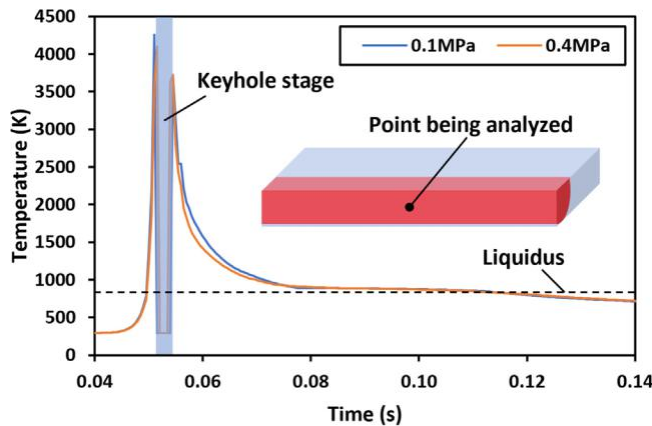 4500
4000
3500
3000
2500
2000
1500
1000
500
0
Temperature (K)
0.1MPa 0.4MPa
Keyhole stage
Point being analyzed
Liquidus
0.04 0.06 0.08 0.10 0.12 0.14
Time (s)